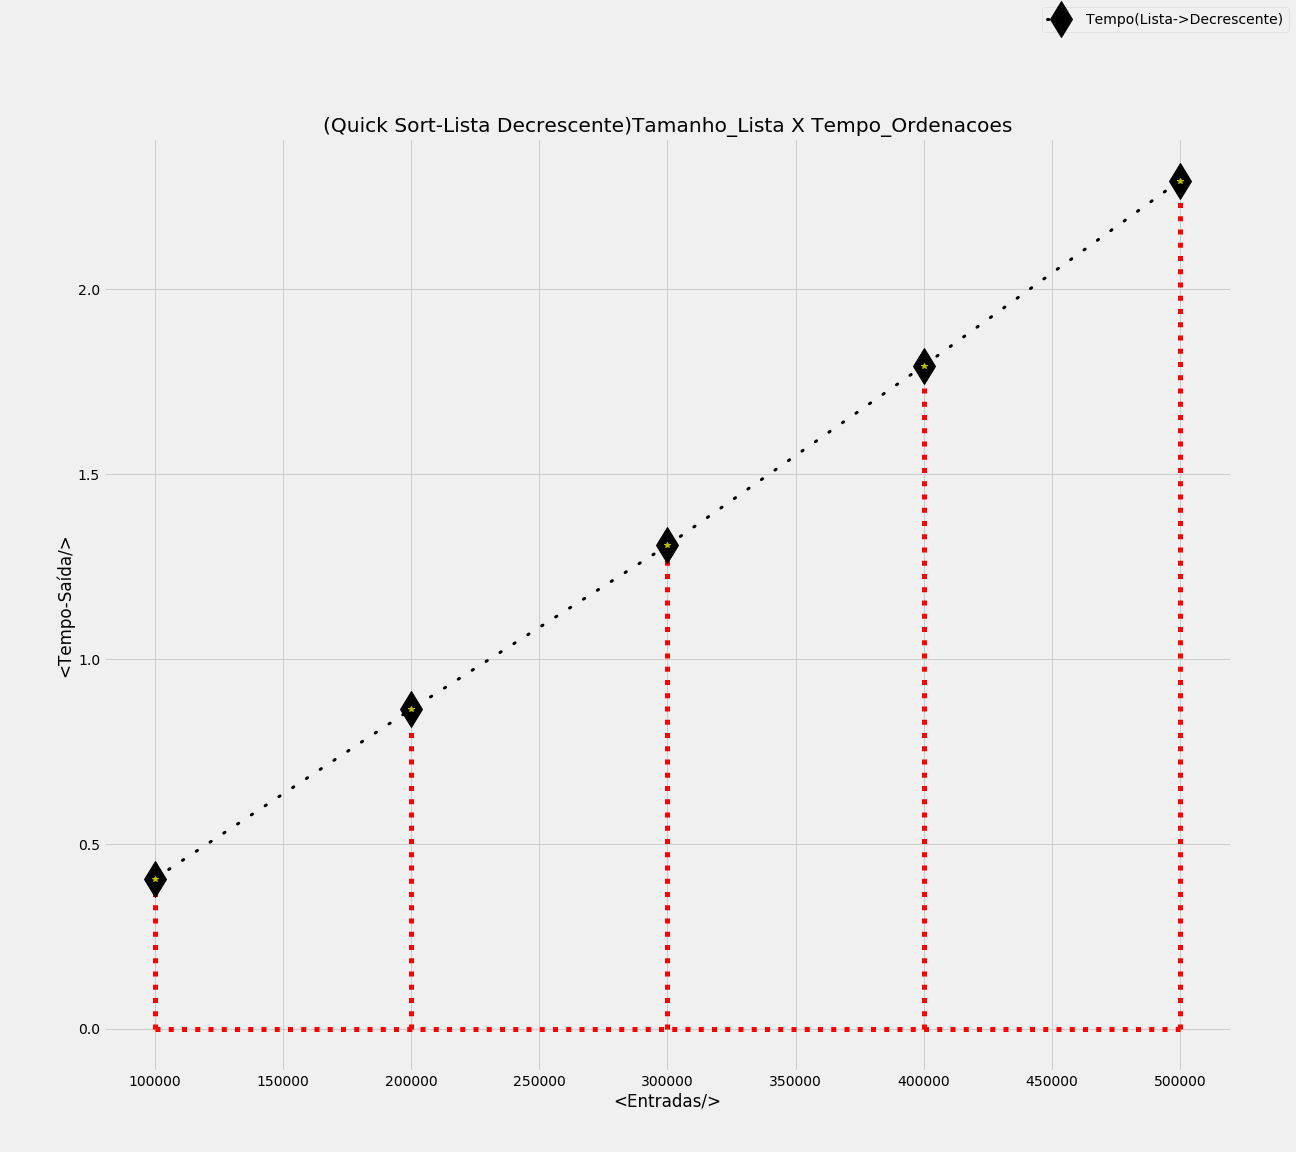 Tempo(Lista->Decrescente)
(Quick Sort-Lista Decrescente)Tamanho_Lista X Tempo_Ordenacoes
<Tempo-Saída/>
2.0
1.5
1.0
0.5
0.0
100000 150000 200000 250000 300000 350000 400000 450000 500000
<Entradas/>